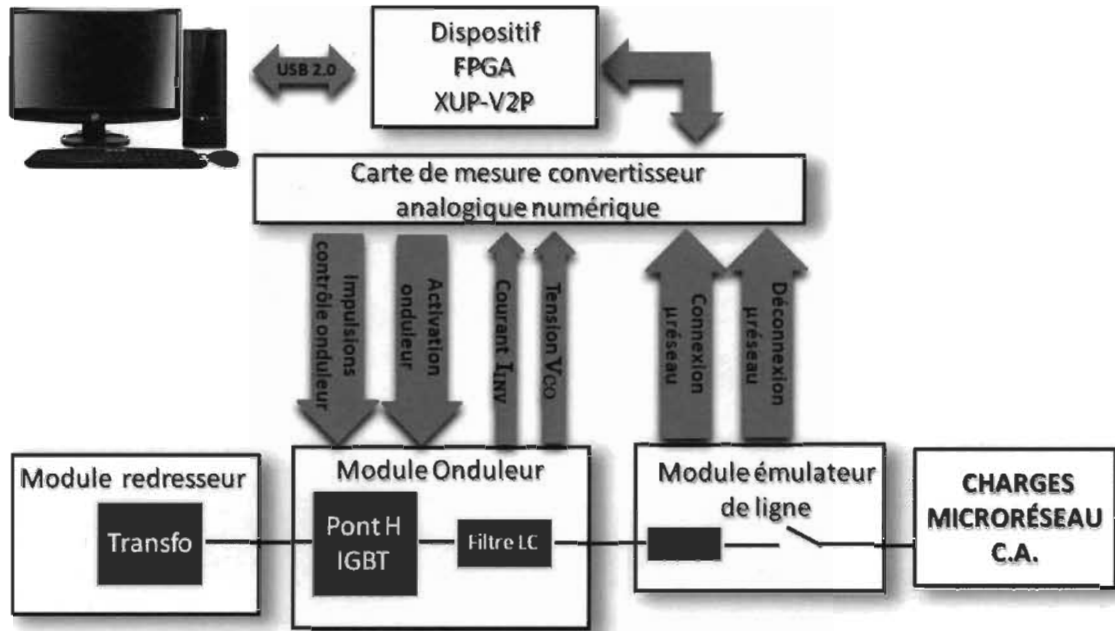 USB 2.0
Dispositif
FPGA
XUP-V2P
Carte de mesure convertisseur
analogique numérique
Impulsions
contrôle onduleur
Activation
onduleur
Courant I_INV
Tension V_CO
Connexion
µréseau
Déconnexion
µréseau
Module redresseur
Transfo
Module Onduleur
Pont H
IGBT
Filtre LC
Module émulateur
de ligne
CHARGES
MICRORÉSEAU
C.A.